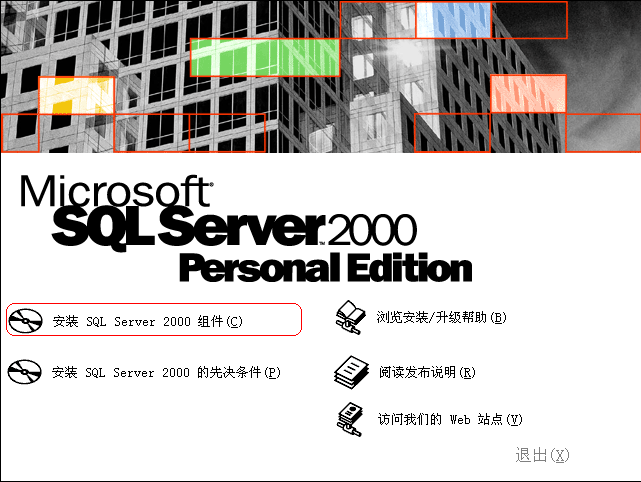 Microsoft®
SQL Server™ 2000
Personal Edition
安装 SQL Server 2000 组件(C)
安装 SQL Server 2000 的先决条件(P)
浏览安装/升级帮助(B)
阅读发布说明(R)
访问我们的 Web 站点(V)
退出(X)